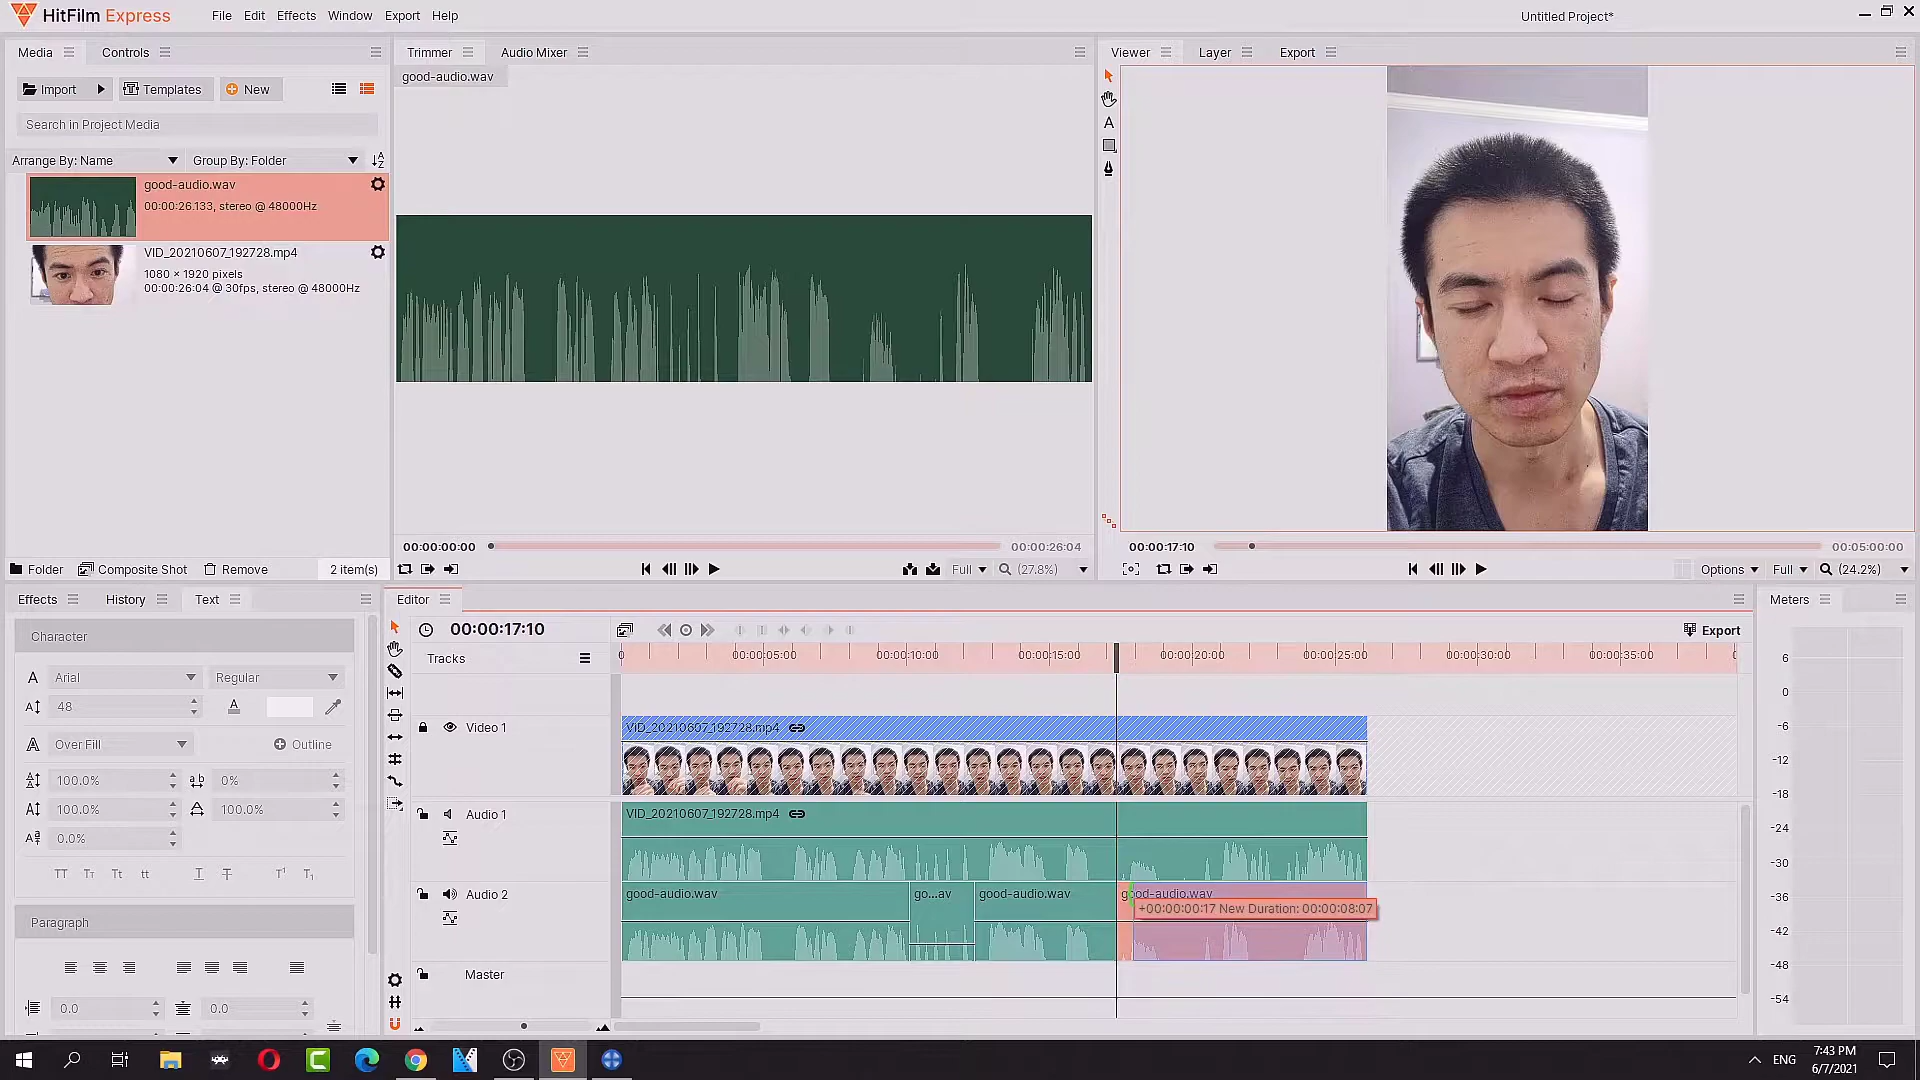 HitFilm Express
File Edit Effects Window Export Help
Untitled Project*
Media
Controls
Trimmer
Audio Mixer
Viewer
Layer
Export
good-audio.wav
Import
Templates
New
Search in Project Media
Arrange By: Name
Group By: Folder
good-audio.wav
00:00:26.133, stereo @ 48000Hz
VID_20210607_192728.mp4
1080 × 1920 pixels
00:00:26:04 @ 30fps, stereo @ 48000Hz
A
00:00:00:00
00:00:26:04
00:00:17:10
00:05:00:00
Folder
Composite Shot
Remove
2 item(s)
Full
(27.8%)
Options
Full
(24.2%)
Effects
History
Text
Editor
Meters
Character
00:00:17:10
Export
Tracks
0
00:00:05:00
00:00:10:00
00:00:15:00
00:00:20:00
00:00:25:00
00:00:30:00
00:00:35:00
Arial
Regular
48
Over Fill
Outline
100.0%
0%
100.0%
100.0%
0.0%
TT Tт Tt tt T T T¹ T₁
Paragraph
0.0
0.0
Video 1
VID_20210607_192728.mp4
Audio 1
VID_20210607_192728.mp4
Audio 2
good-audio.wav
go...av
good-audio.wav
good-audio.wav
+00:00:00:17 New Duration: 00:00:08:07
Master
6
0
-6
-12
-18
-24
-30
-36
-42
-48
-54
ENG
7:43 PM
6/7/2021